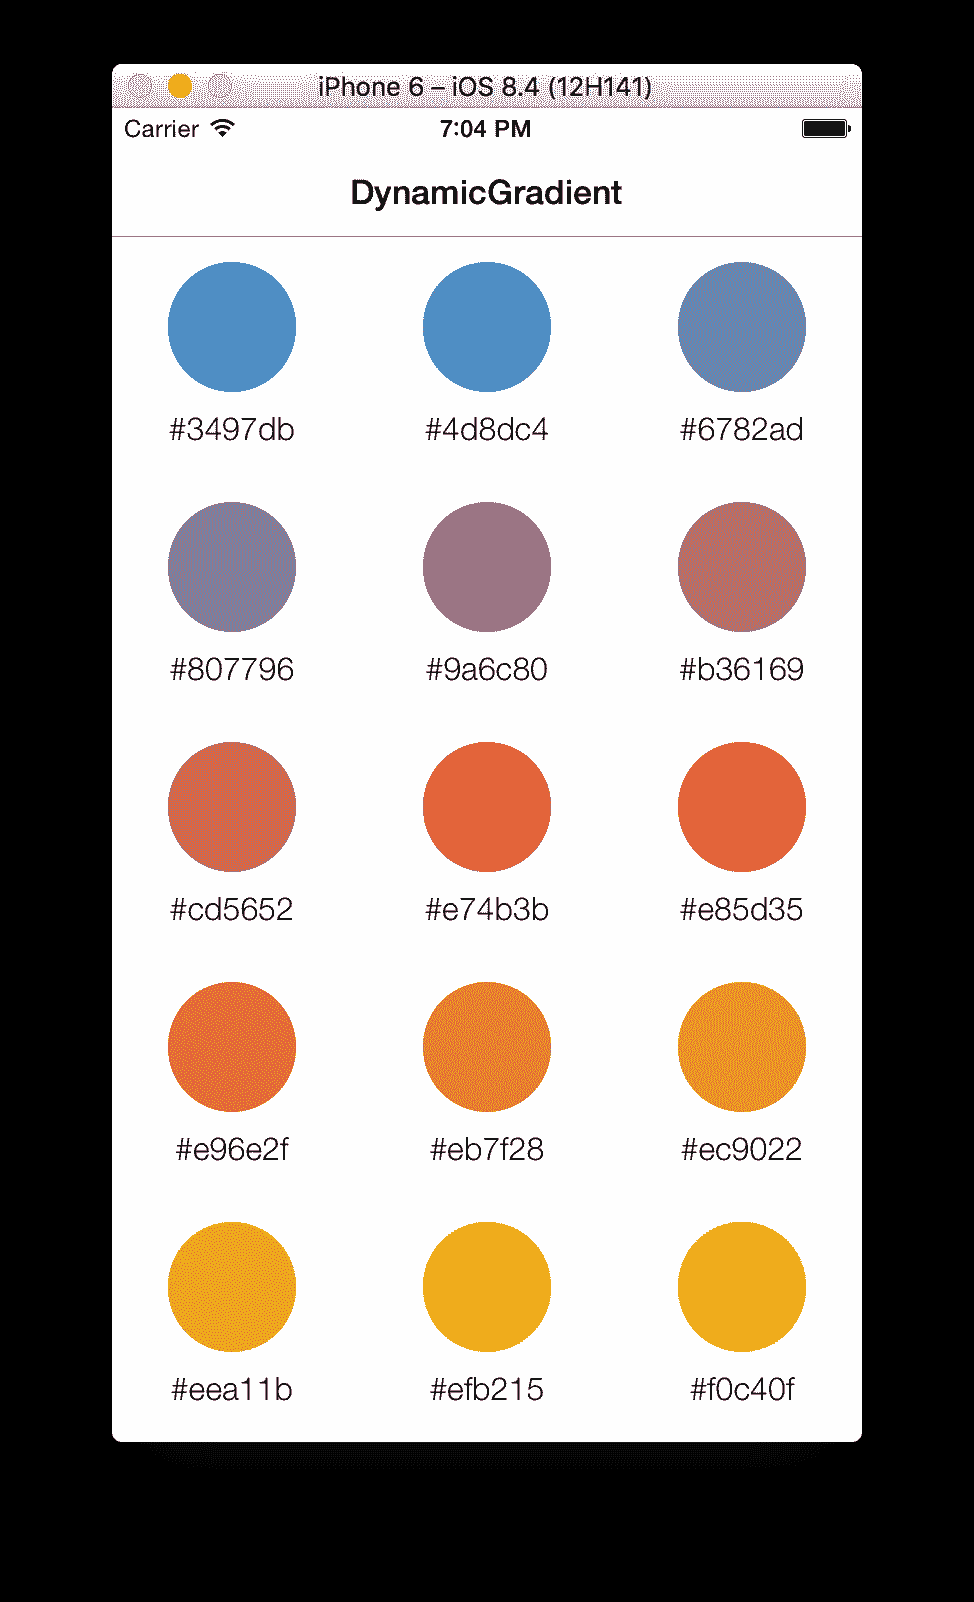 iPhone 6 – iOS 8.4 (12H141)
Carrier 7:04 PM
DynamicGradient
#3497db #4d8dc4 #6782ad
#807796 #9a6c80 #b36169
#cd5652 #e74b3b #e85d35
#e96e2f #eb7f28 #ec9022
#eea11b #efb215 #f0c40f